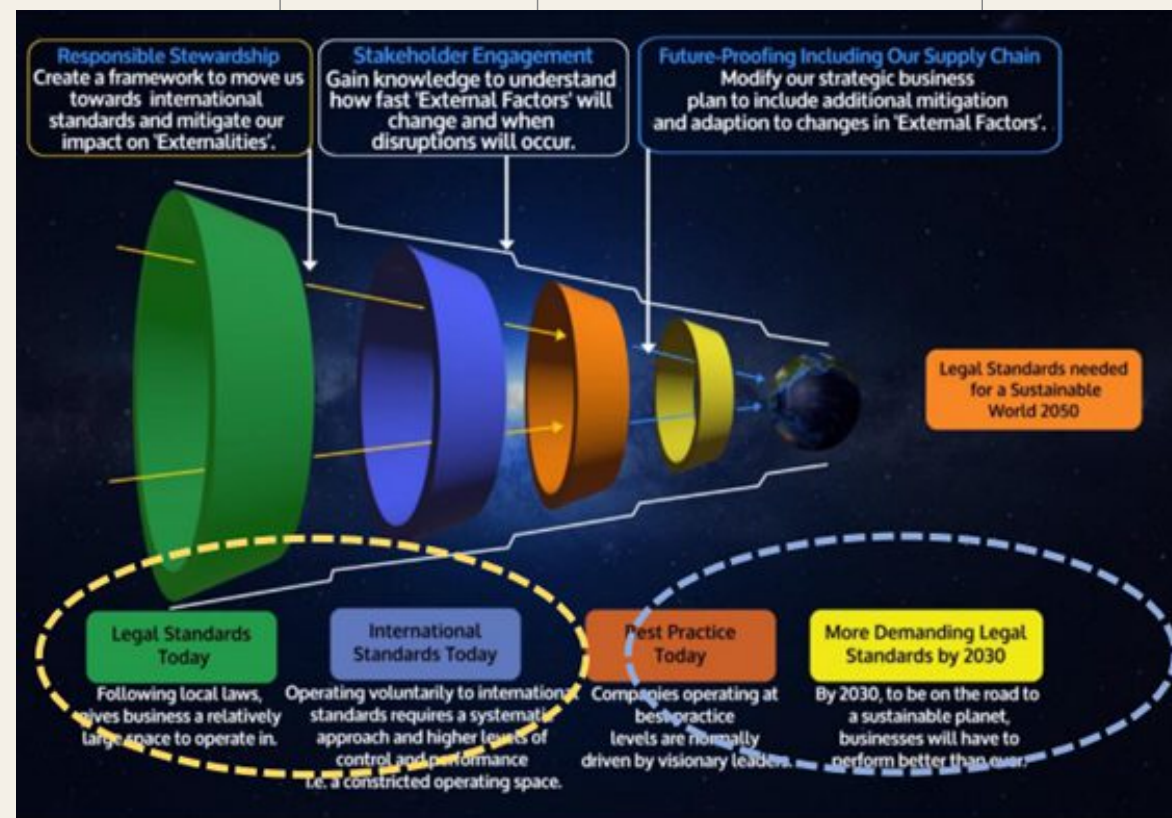 Responsible Stewardship
Create a framework to move us
towards international
standards and mitigate our
impact on 'Externalities'.
Stakeholder Engagement
Gain knowledge to understand
how fast 'External Factors' will
change and when
disruptions will occur.
Future-Proofing Including Our Supply Chain
Modify our strategic business
plan to include additional mitigation
and adaption to changes in 'External Factors'.
Legal Standards needed
for a Sustainable
World 2050
Legal Standards
Today
Following local laws,
gives business a relatively
large space to operate in.
International
Standards Today
Operating voluntarily to international
standards requires a systematic
approach and higher levels of
control and performance
i.e. a constricted operating space.
Best Practice
Today
Companies operating at
best practice
levels are normally
driven by visionary leaders.
More Demanding Legal
Standards by 2030
By 2030, to be on the road to
a sustainable planet,
businesses will have to
perform better than ever.